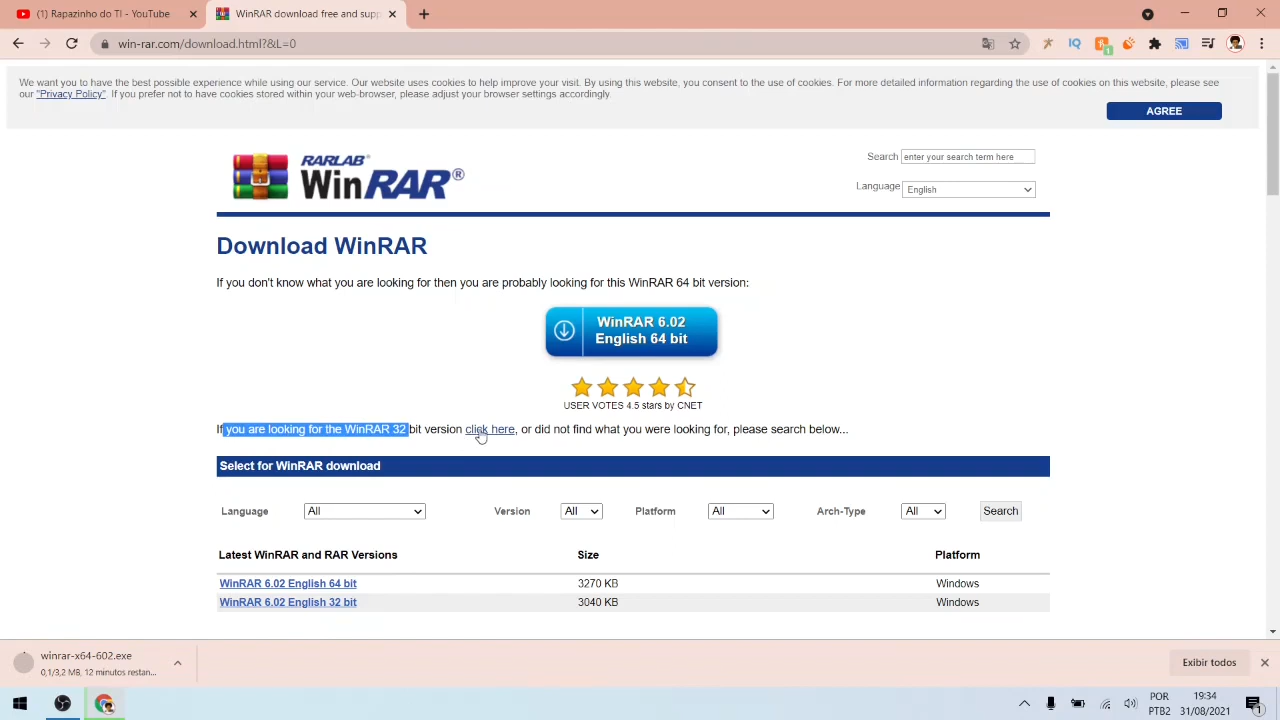 (10) Rapazinho do TI - YouTube
WinRAR download free and supp
win-rar.com/download.html?&L=0
1
We want you to have the best possible experience while using our service. Our website uses cookies to help improve your visit. By using this website, you consent to the use of cookies. For more detailed information regarding the use of cookies on this website, please see
our "Privacy Policy". If you prefer not to have cookies stored within your web-browser, please adjust your browser settings accordingly.
AGREE
RARLAB®
WinRAR®
Search enter your search term here
Language English
Download WinRAR
If you don't know what you are looking for then you are probably looking for this WinRAR 64 bit version:
WinRAR 6.02
English 64 bit
USER VOTES 4.5 stars by CNET
If you are looking for the WinRAR 32 bit version click here, or did not find what you were looking for, please search below...
Select for WinRAR download
Language All Version All Platform All Arch-Type All Search
Latest WinRAR and RAR Versions Size Platform
WinRAR 6.02 English 64 bit 3270 KB Windows
WinRAR 6.02 English 32 bit 3040 KB Windows
winrar-x64-602.exe
0,1/3,2 MB, 12 minutos restan...
Exibir todos
POR 19:34
PTB2 31/08/2021
1